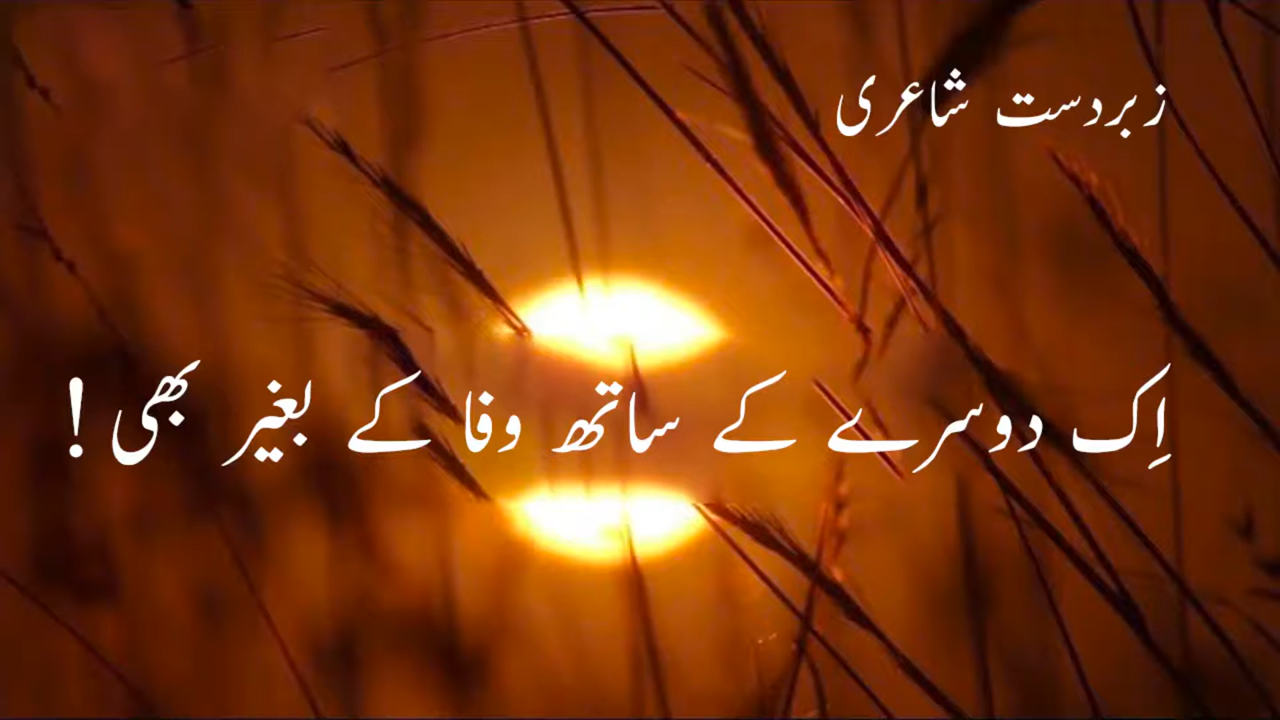 زبردست شاعری
اِک دوسرے کے ساتھ وفا کے بغیر بھی !